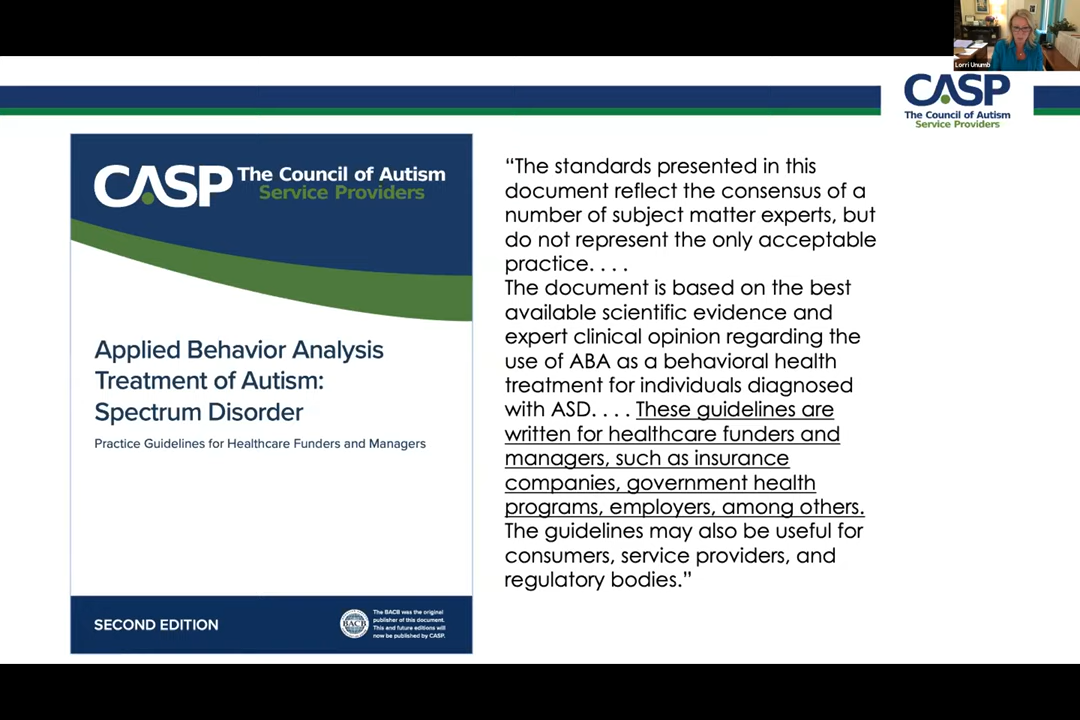 Lorri Unumb
CASP
The Council of Autism
Service Providers
CASP
The Council of Autism
Service Providers
Applied Behavior Analysis
Treatment of Autism:
Spectrum Disorder
Practice Guidelines for Healthcare Funders and Managers
SECOND EDITION
BACB
The BACB was the original
publisher of this document.
This and future editions will
now be published by CASP.
“The standards presented in this
document reflect the consensus of a
number of subject matter experts, but
do not represent the only acceptable
practice. . . .
The document is based on the best
available scientific evidence and
expert clinical opinion regarding the
use of ABA as a behavioral health
treatment for individuals diagnosed
with ASD. . . . These guidelines are
written for healthcare funders and
managers, such as insurance
companies, government health
programs, employers, among others.
The guidelines may also be useful for
consumers, service providers, and
regulatory bodies.”